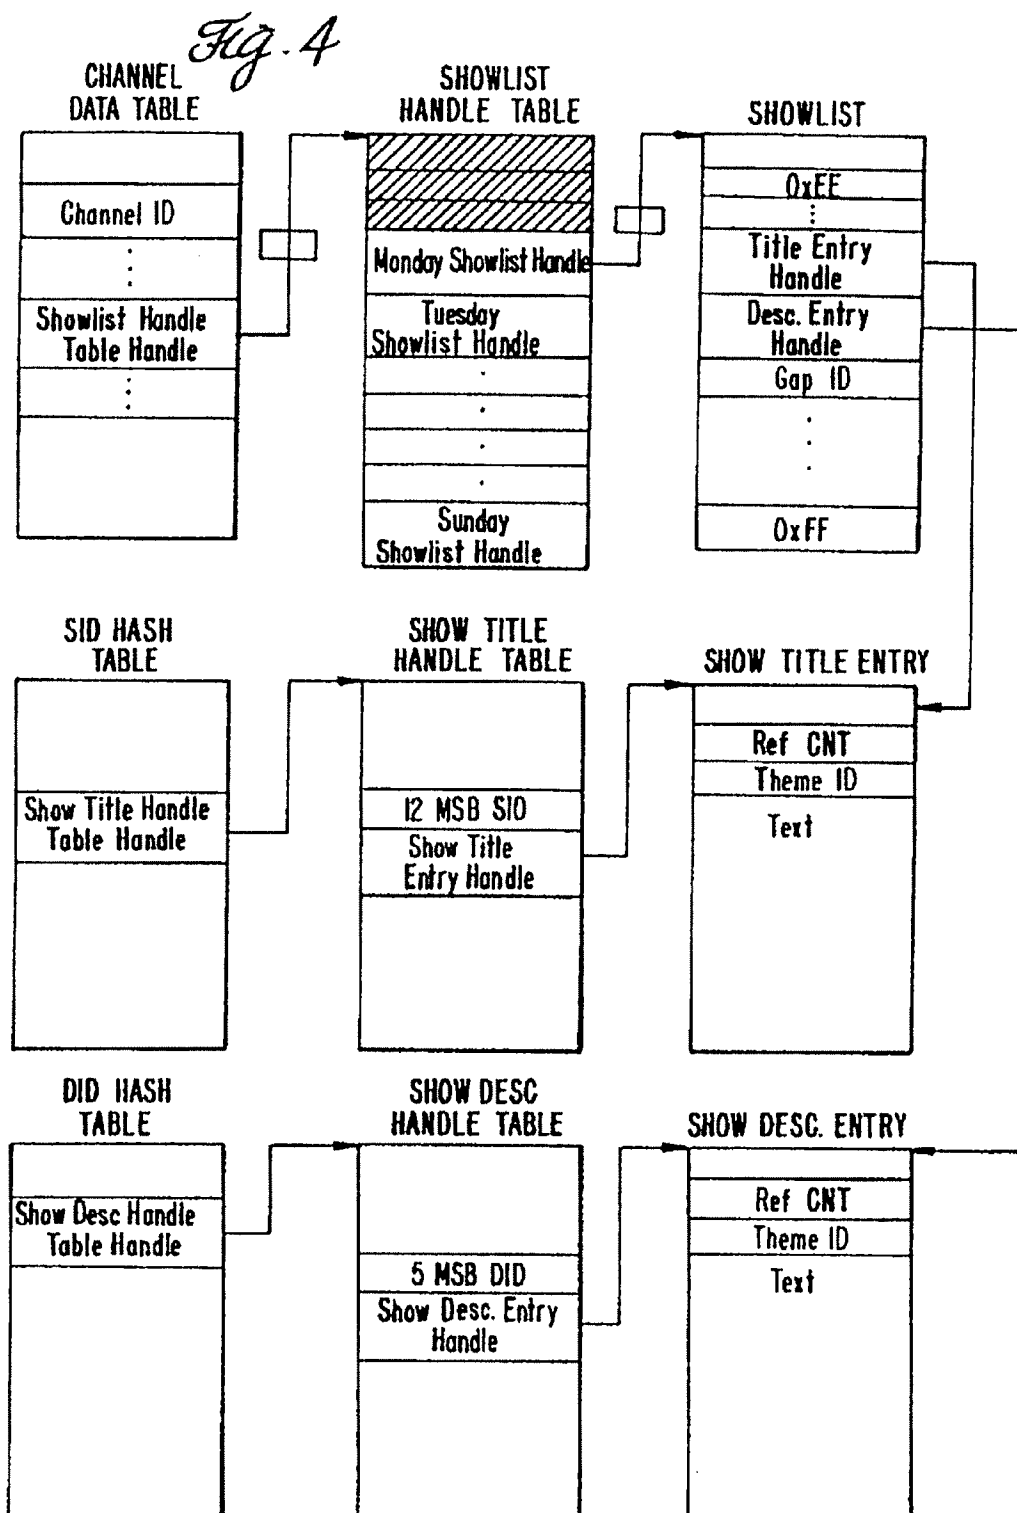 Fig. 4
CHANNEL
DATA TABLE
Channel ID
Showlist Handle
Table Handle
SHOWLIST
HANDLE TABLE
Monday Showlist Handle
Tuesday
Showlist Handle
Sunday
Showlist Handle
SHOWLIST
0xFF
Title Entry
Handle
Desc. Entry
Handle
Gap ID
0xFF
SID HASH
TABLE
Show Title Handle
Table Handle
SHOW TITLE
HANDLE TABLE
12 MSB SID
Show Title
Entry Handle
SHOW TITLE ENTRY
Ref CNT
Theme ID
Text
DID HASH
TABLE
Show Desc Handle
Table Handle
SHOW DESC
HANDLE TABLE
5 MSB DID
Show Desc. Entry
Handle
SHOW DESC. ENTRY
Ref CNT
Theme ID
Text